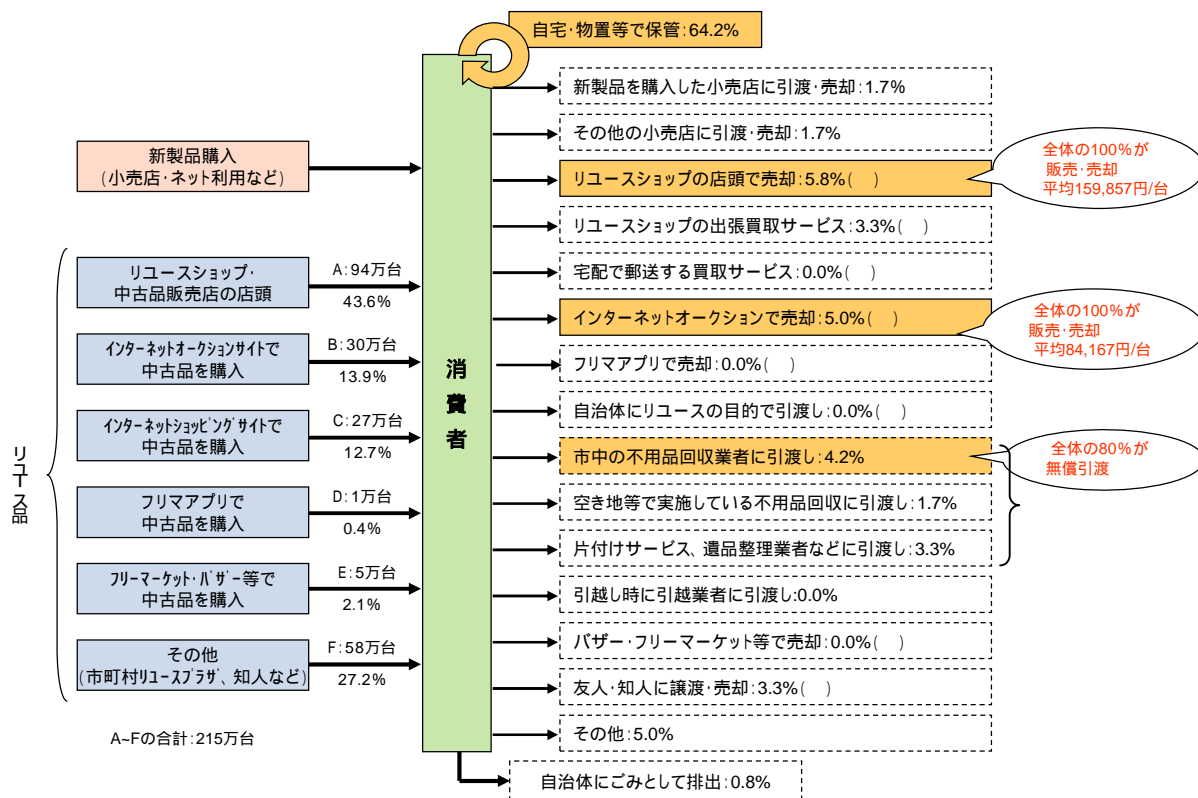 自宅・物置等で保管:64.2%
新製品を購入した小売店に引渡・売却:1.7%
その他の小売店に引渡・売却:1.7%
新製品購入
(小売店・ネット利用など)
リユースショップの店頭で売却:5.8%( )
全体の100%が
販売・売却
平均159,857円/台
リユースショップの出張買取サービス:3.3%( )
リユースショップ・
中古品販売店の店頭
A:94万台
43.6%
宅配で郵送する買取サービス:0.0%( )
インターネットオークションで売却:5.0%( )
全体の100%が
販売・売却
平均84,167円/台
インターネットオークションサイトで
中古品を購入
B:30万台
13.9%
消費者
フリマアプリで売却:0.0%( )
自治体にリユースの目的で引渡し:0.0%( )
インターネットショッピングサイトで
中古品を購入
C:27万台
12.7%
リユース品
市中の不用品回収業者に引渡し:4.2%
全体の80%が
無償引渡
フリマアプリで
中古品を購入
D:1万台
0.4%
空き地等で実施している不用品回収に引渡し:1.7%
片付けサービス、遺品整理業者などに引渡し:3.3%
フリーマーケット・バザー等で
中古品を購入
E:5万台
2.1%
引越し時に引越業者に引渡し:0.0%
バザー・フリーマーケット等で売却:0.0%( )
その他
(市町村リユースプラザ、知人など)
F:58万台
27.2%
友人・知人に譲渡・売却:3.3%( )
その他:5.0%
A~Fの合計:215万台
自治体にごみとして排出:0.8%